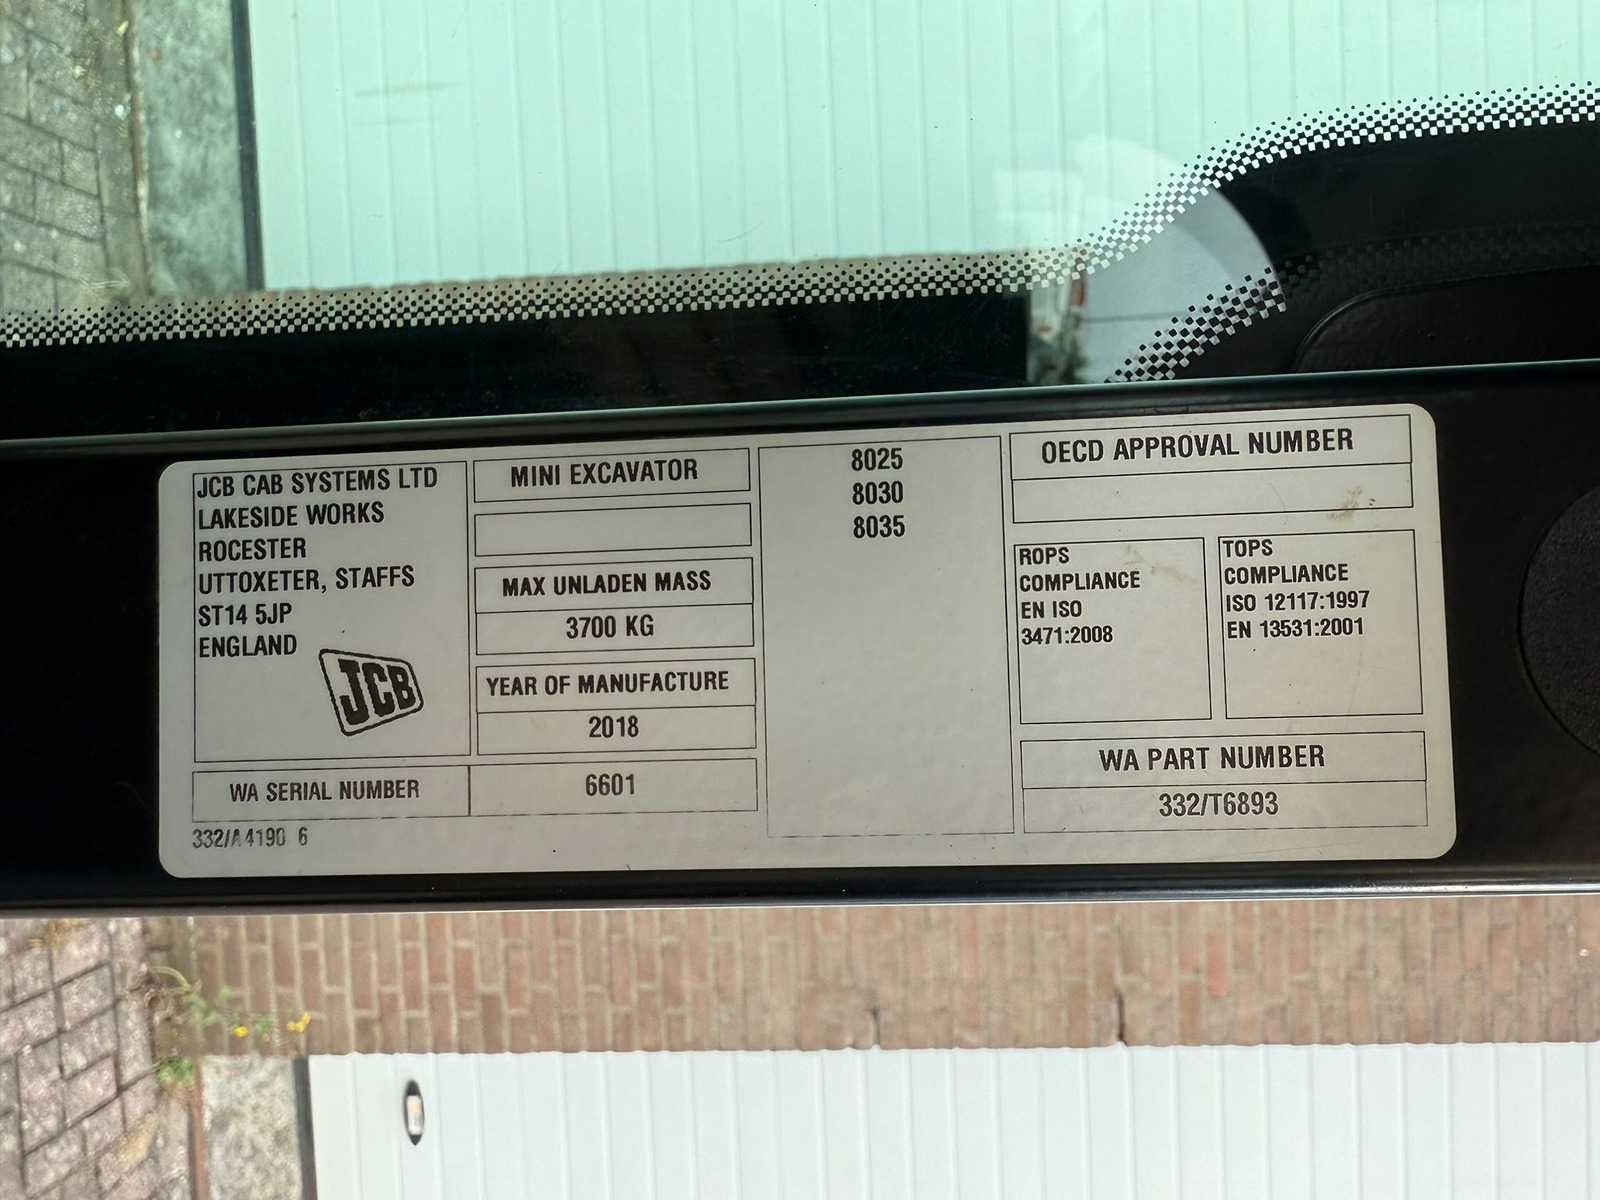 JCB CAB SYSTEMS LTD
LAKESIDE WORKS
ROCESTER
UTTOXETER, STAFFS
ST14 5JP
ENGLAND
JCB
WA SERIAL NUMBER
6601
332/A4190 6
MINI EXCAVATOR
MAX UNLADEN MASS
3700 KG
YEAR OF MANUFACTURE
2018
8025
8030
8035
OECD APPROVAL NUMBER
ROPS
COMPLIANCE
EN ISO
3471:2008
TOPS
COMPLIANCE
ISO 12117:1997
EN 13531:2001
WA PART NUMBER
332/T6893